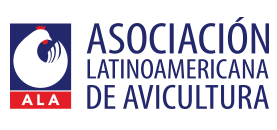 ASOCIACIÓN
LATINOAMERICANA
DE AVICULTURA
ALA